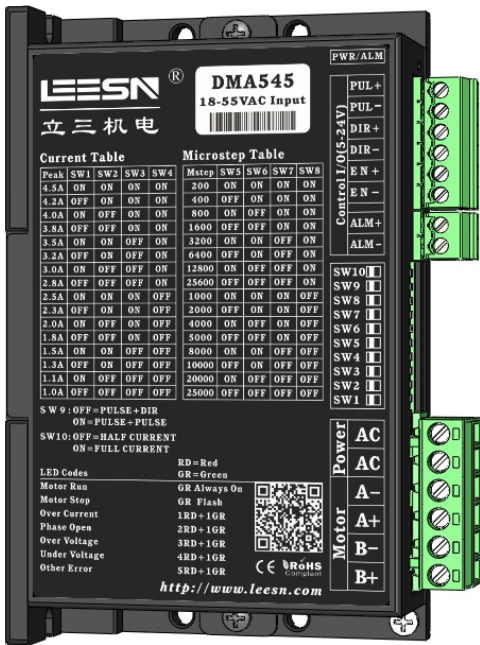 PWR/ALM
LEESN ®
立三机电
DMA545
18-55VAC Input
Current Table
Peak SW1 SW2 SW3 SW4
4.5A ON ON ON ON
4.2A OFF ON ON ON
4.0A ON OFF ON ON
3.8A OFF OFF ON ON
3.5A ON ON OFF ON
3.2A OFF ON OFF ON
3.0A ON OFF OFF ON
2.8A OFF OFF OFF ON
2.5A ON ON ON OFF
2.3A OFF ON ON OFF
2.0A ON OFF ON OFF
1.8A OFF OFF ON OFF
1.5A ON ON OFF OFF
1.3A OFF ON OFF OFF
1.1A ON OFF OFF OFF
1.0A OFF OFF OFF OFF
Microstep Table
Mstep SW5 SW6 SW7 SW8
200 ON ON ON ON
400 OFF ON ON ON
800 ON OFF ON ON
1600 OFF OFF ON ON
3200 ON ON OFF ON
6400 OFF ON OFF ON
12800 ON OFF OFF ON
25600 OFF OFF OFF ON
1000 ON ON ON OFF
2000 OFF ON ON OFF
4000 ON OFF ON OFF
5000 OFF OFF ON OFF
8000 ON ON OFF OFF
10000 OFF ON OFF OFF
20000 ON OFF OFF OFF
25000 OFF OFF OFF OFF
SW9:OFF=PULSE+DIR
ON=PULSE+PULSE
SW10:OFF=HALF CURRENT
ON=FULL CURRENT
RD=Red
LED Codes GR=Green
Motor Run GR Always On
Motor Stop GR Flash
Over Current 1RD+1GR
Phase Open 2RD+1GR
Over Voltage 3RD+1GR
Under Voltage 4RD+1GR
Other Error 5RD+1GR
CE RoHS
Compliant
http://www.leesn.com
Control I/O(5-24V)
PUL+
PUL-
DIR+
DIR-
EN+
EN-
ALM+
ALM-
SW10
SW9
SW8
SW7
SW6
SW5
SW4
SW3
SW2
SW1
Power
AC
AC
Motor
A-
A+
B-
B+